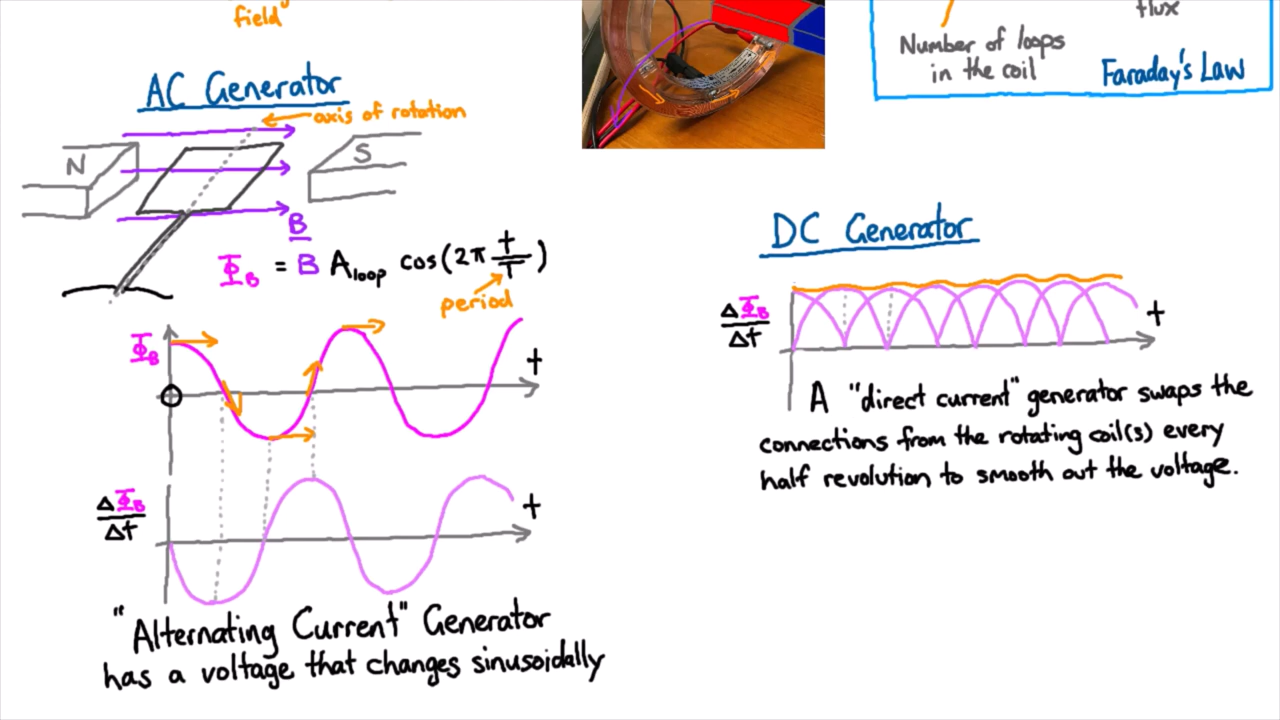 field"
Number of loops
in the coil
flux
Faraday's Law
AC Generator
axis of rotation
N
S
B
Φ_B = B A_loop cos(2π t/T)
period
Φ_B
t
ΔΦ_B
Δt
t
"Alternating Current" Generator
has a voltage that changes sinusoidally
DC Generator
ΔΦ_B
Δt
t
A "direct current" generator swaps the
connections from the rotating coil(s) every
half revolution to smooth out the voltage.